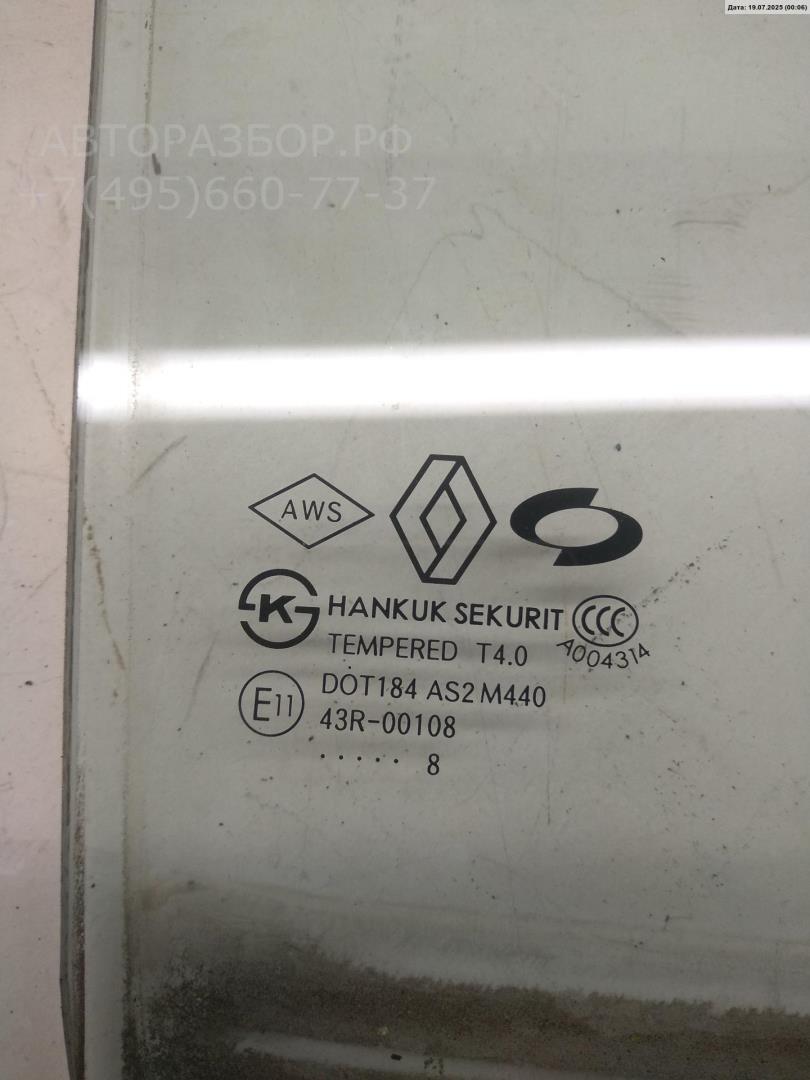 Дата: 19.07.2025 (00:06)
АВТОРАЗБОР.РФ
+7(495)660-77-37
AWS
K HANKUK SEKURIT CCC
A004314
TEMPERED T4.0
DOT184 AS2 M440
E11 43R-00108
..... 8